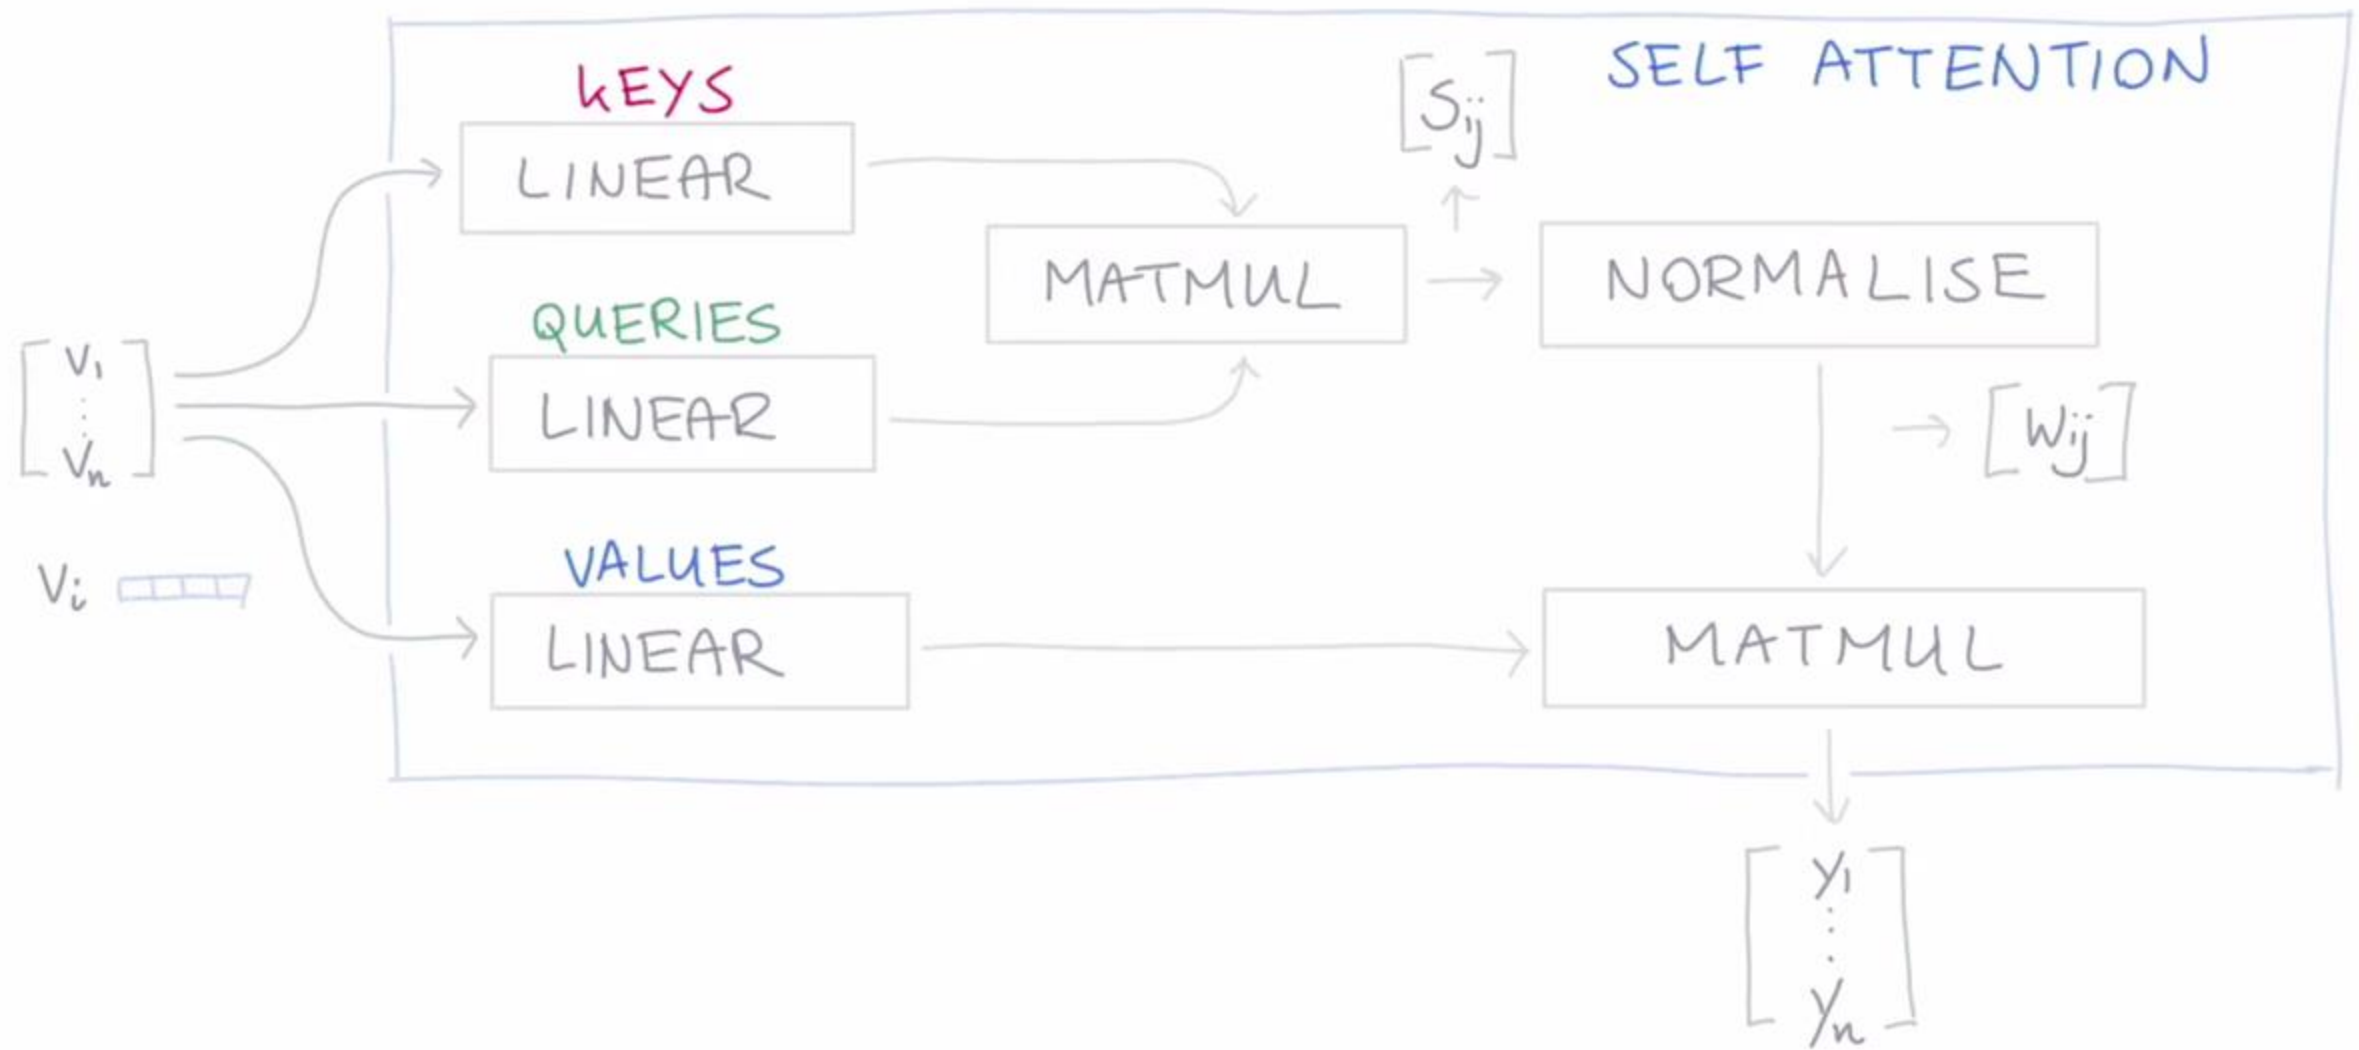 SELF ATTENTION
KEYS
LINEAR
[Sij]
MATMUL
NORMALISE
QUERIES
LINEAR
V1
⋮
Vn
[Wij]
Vi
VALUES
LINEAR
MATMUL
y1
⋮
yn